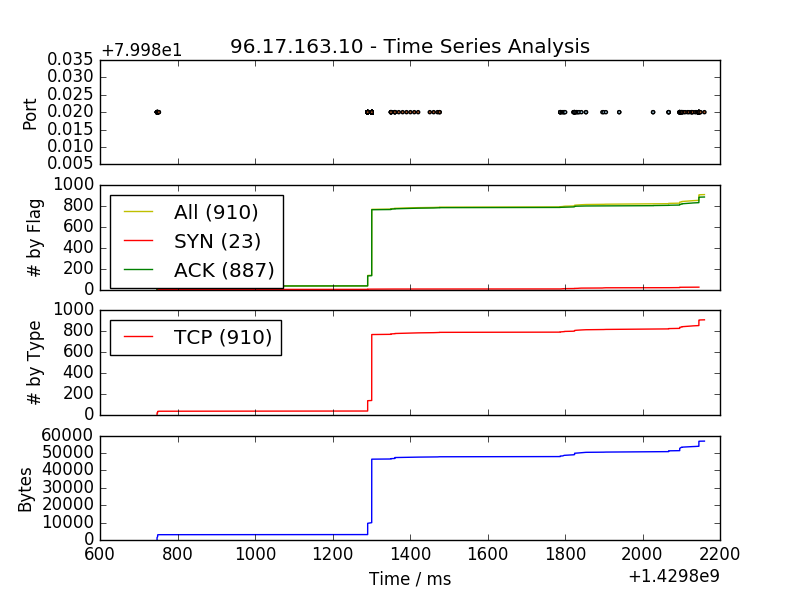 +7.998e1
96.17.163.10 - Time Series Analysis
0.035
0.030
0.025
0.020
0.015
0.010
0.005
Port
1000
800
600
400
200
0
# by Flag
All (910)
SYN (23)
ACK (887)
1000
800
600
400
200
0
# by Type
TCP (910)
60000
50000
40000
30000
20000
10000
0
Bytes
600 800 1000 1200 1400 1600 1800 2000 2200
Time / ms
+1.4298e9